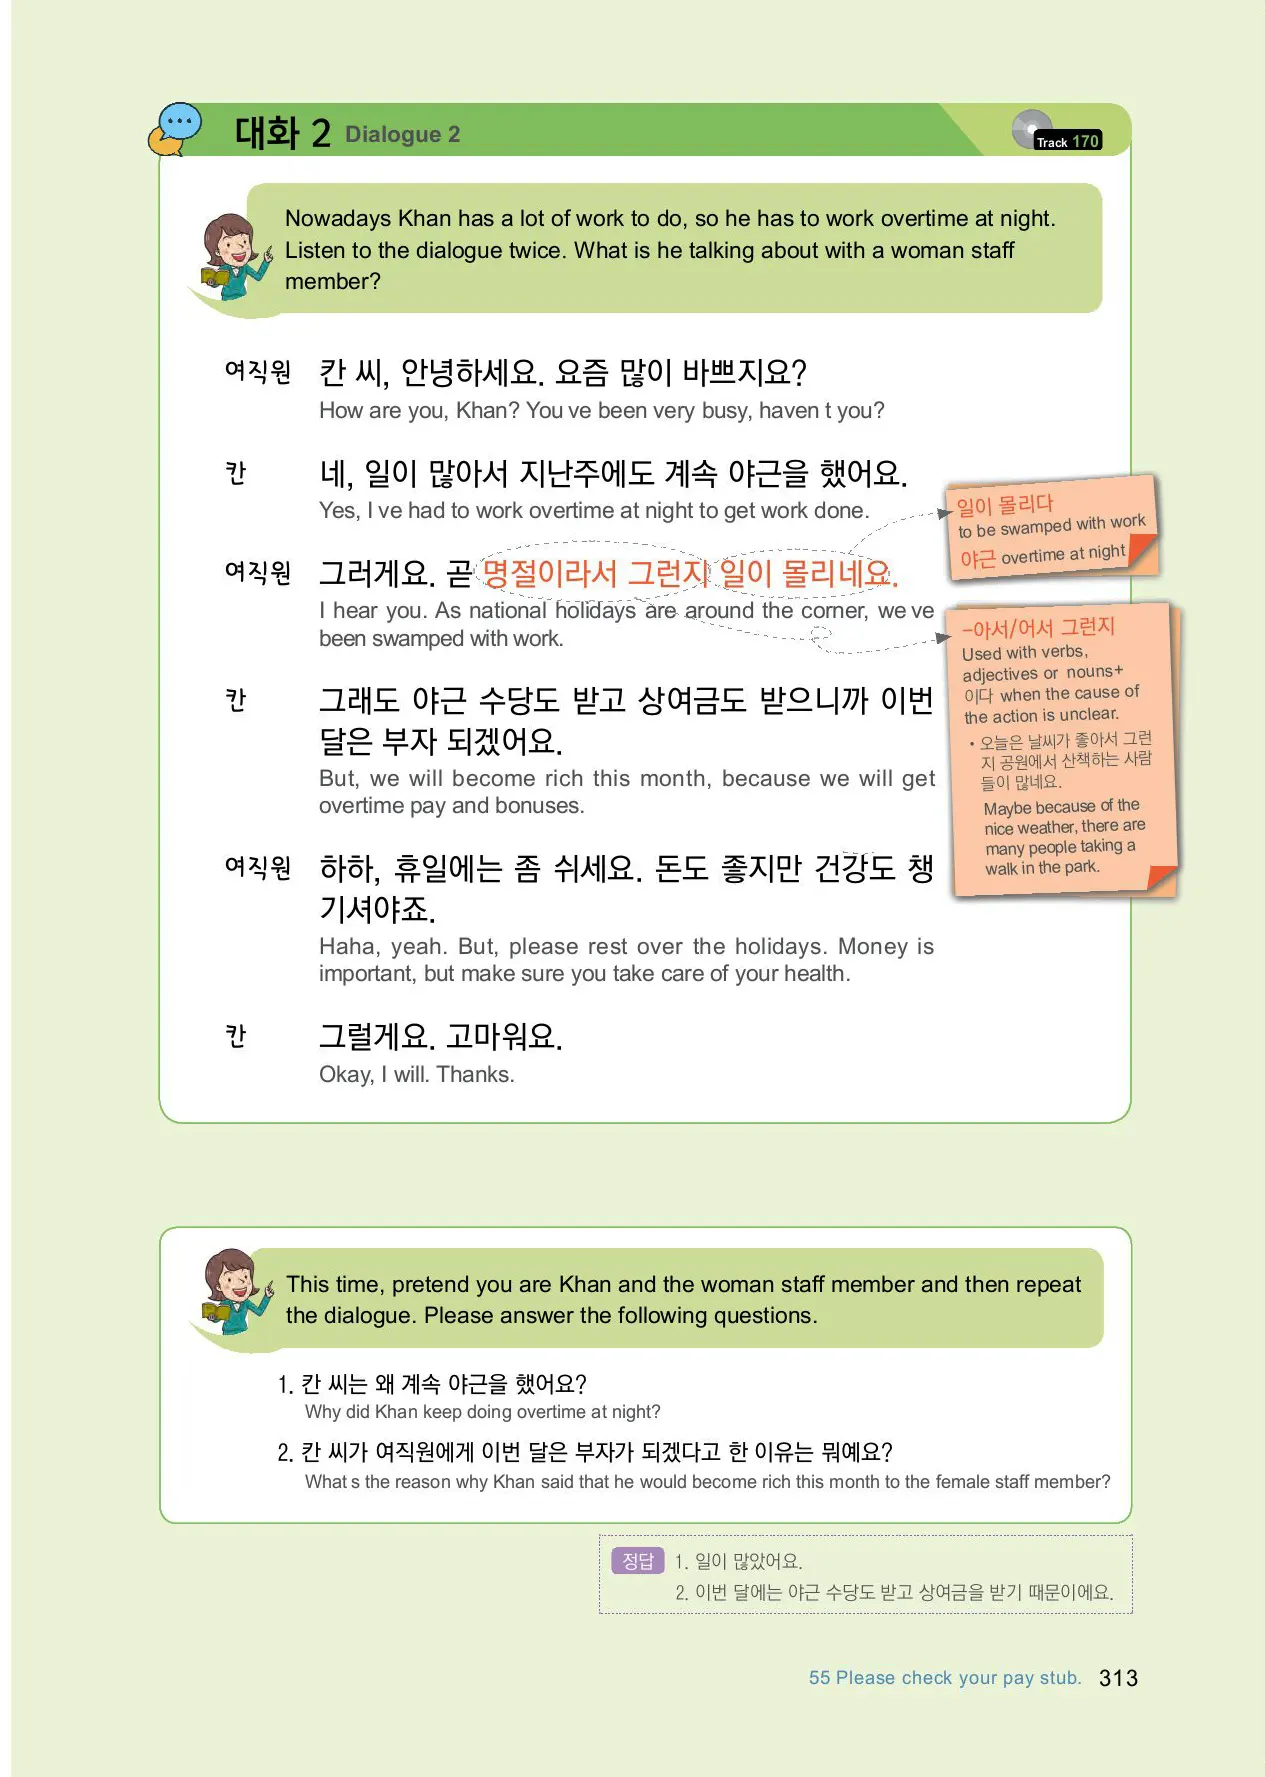 대화 2 Dialogue 2
Track 170
Nowadays Khan has a lot of work to do, so he has to work overtime at night.
Listen to the dialogue twice. What is he talking about with a woman staff
member?
여직원 칸 씨, 안녕하세요. 요즘 많이 바쁘지요?
How are you, Khan? You ve been very busy, haven t you?
칸 네, 일이 많아서 지난주에도 계속 야근을 했어요.
Yes, I ve had to work overtime at night to get work done.
여직원 그러게요. 곧 명절이라서 그런지 일이 몰리네요.
I hear you. As national holidays are around the corner, we ve
been swamped with work.
칸 그래도 야근 수당도 받고 상여금도 받으니까 이번
달은 부자 되겠어요.
But, we will become rich this month, because we will get
overtime pay and bonuses.
여직원 하하, 휴일에는 좀 쉬세요. 돈도 좋지만 건강도 챙
기셔야죠.
Haha, yeah. But, please rest over the holidays. Money is
important, but make sure you take care of your health.
칸 그럴게요. 고마워요.
Okay, I will. Thanks.
일이 몰리다
to be swamped with work
야근 overtime at night
-아서/어서 그런지
Used with verbs,
adjectives or nouns+
이다 when the cause of
the action is unclear.
• 오늘은 날씨가 좋아서 그런
지 공원에서 산책하는 사람
들이 많네요.
Maybe because of the
nice weather, there are
many people taking a
walk in the park.
This time, pretend you are Khan and the woman staff member and then repeat
the dialogue. Please answer the following questions.
1. 칸 씨는 왜 계속 야근을 했어요?
Why did Khan keep doing overtime at night?
2. 칸 씨가 여직원에게 이번 달은 부자가 되겠다고 한 이유는 뭐예요?
What s the reason why Khan said that he would become rich this month to the female staff member?
정답 1. 일이 많았어요.
2. 이번 달에는 야근 수당도 받고 상여금을 받기 때문이에요.
55 Please check your pay stub. 313